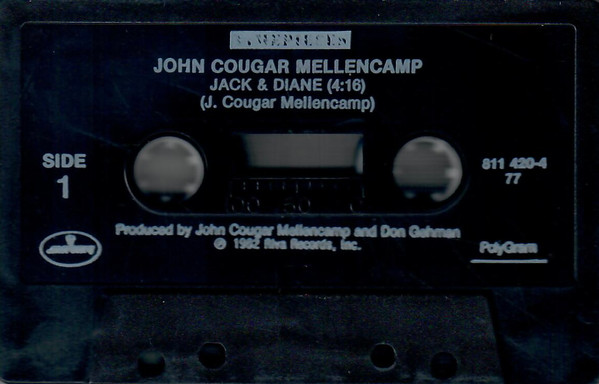 TIMEPIECES
JOHN COUGAR MELLENCAMP
JACK & DIANE (4:16)
(J. Cougar Mellencamp)
SIDE
1
811 420-4
77
Produced by John Cougar Mellencamp and Don Gehman
℗ 1982 Riva Records, Inc.
PolyGram